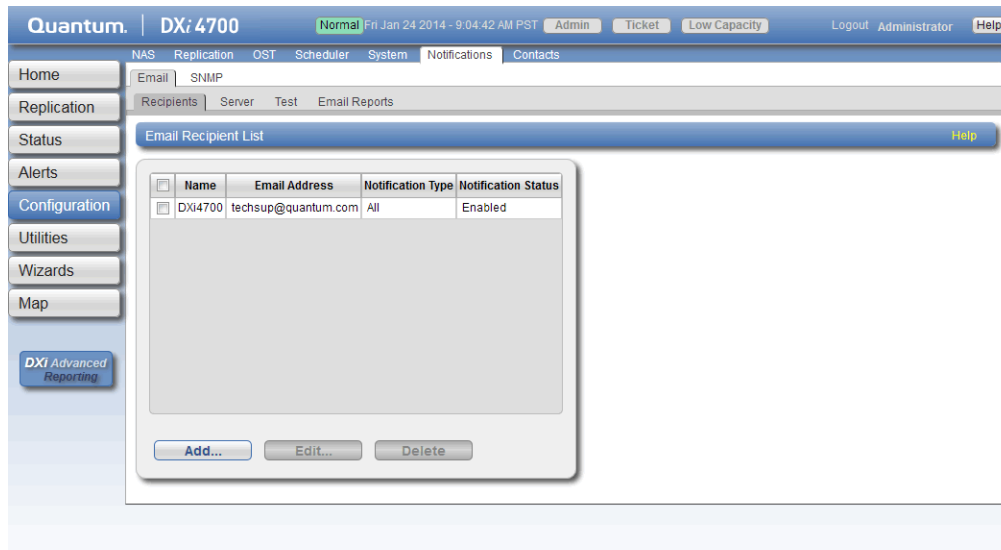 Quantum. | DXi 4700 Normal Fri Jan 24 2014 - 9:04:42 AM PST Admin Ticket Low Capacity Logout Administrator Help
NAS Replication OST Scheduler System Notifications Contacts
Email SNMP
Recipients Server Test Email Reports
Home
Replication
Status
Alerts
Configuration
Utilities
Wizards
Map
DXi Advanced
Reporting
Email Recipient List Help
Name Email Address Notification Type Notification Status
DXi4700 techsup@quantum.com All Enabled
Add... Edit... Delete